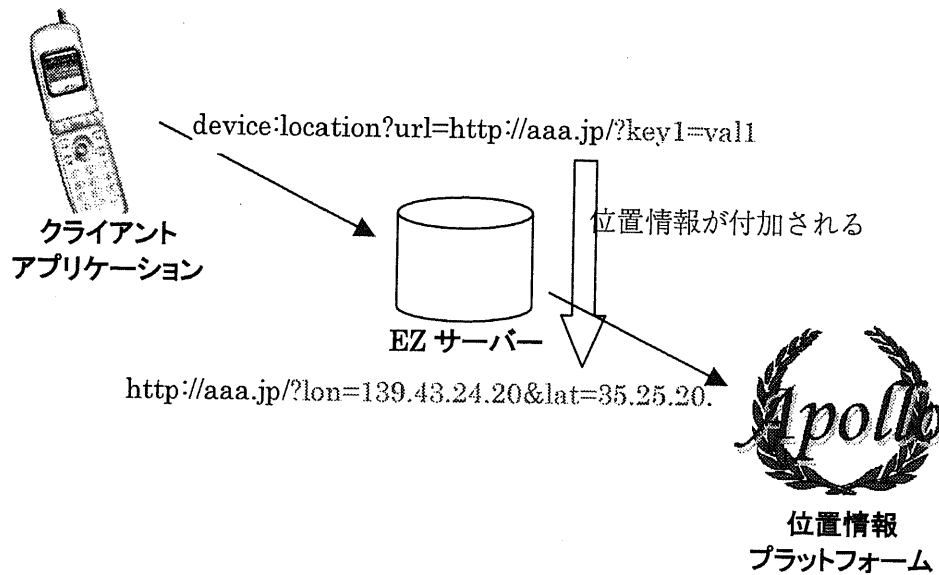 device:location?url=http://aaa.jp/?key1=val1
位置情報が付加される
クライアント
アプリケーション
EZ サーバー
http://aaa.jp/?lon=139.43.24.20&lat=35.25.20.
Apollo
位置情報
プラットフォーム